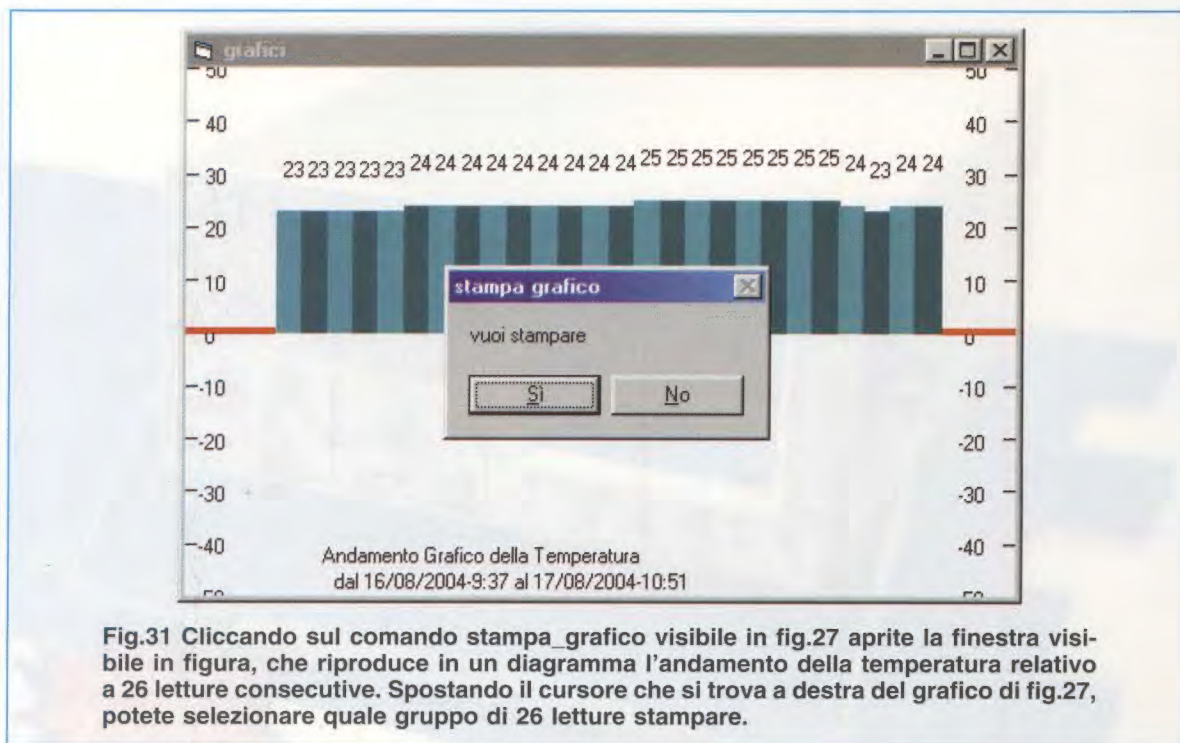 grafici
50 50
40 40
23 23 23 23 23 24 24 24 24 24 24 24 24 24 25 25 25 25 25 25 25 25 24 23 24 24
30 30
20 20
10 10
stampa grafico
vuoi stampare
0 0
Sì No
-10 -10
-20 -20
-30 -30
-40 -40
Andamento Grafico della Temperatura
dal 16/08/2004-9:37 al 17/08/2004-10:51
Fig.31 Cliccando sul comando stampa_grafico visibile in fig.27 aprite la finestra visi-
bile in figura, che riproduce in un diagramma l'andamento della temperatura relativo
a 26 letture consecutive. Spostando il cursore che si trova a destra del grafico di fig.27,
potete selezionare quale gruppo di 26 letture stampare.